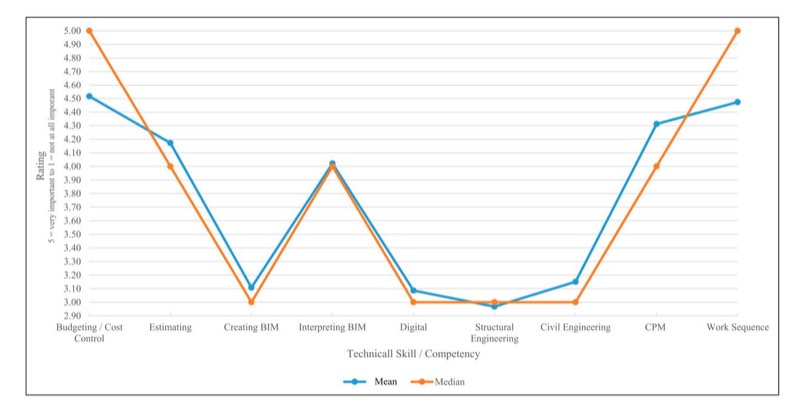 5.00
4.90
4.80
4.70
4.60
4.50
4.40
4.30
4.20
4.10
4.00
3.90
3.80
3.70
3.60
3.50
3.40
3.30
3.20
3.10
3.00
2.90
Rating
5 = very important to 1 = not at all imporant
Budgeting / Cost
Control
Estimating
Creating BIM
Interpreting BIM
Digital
Structural
Engineering
Civil Engineering
CPM
Work Sequence
Technicall Skill / Competency
Mean
Median